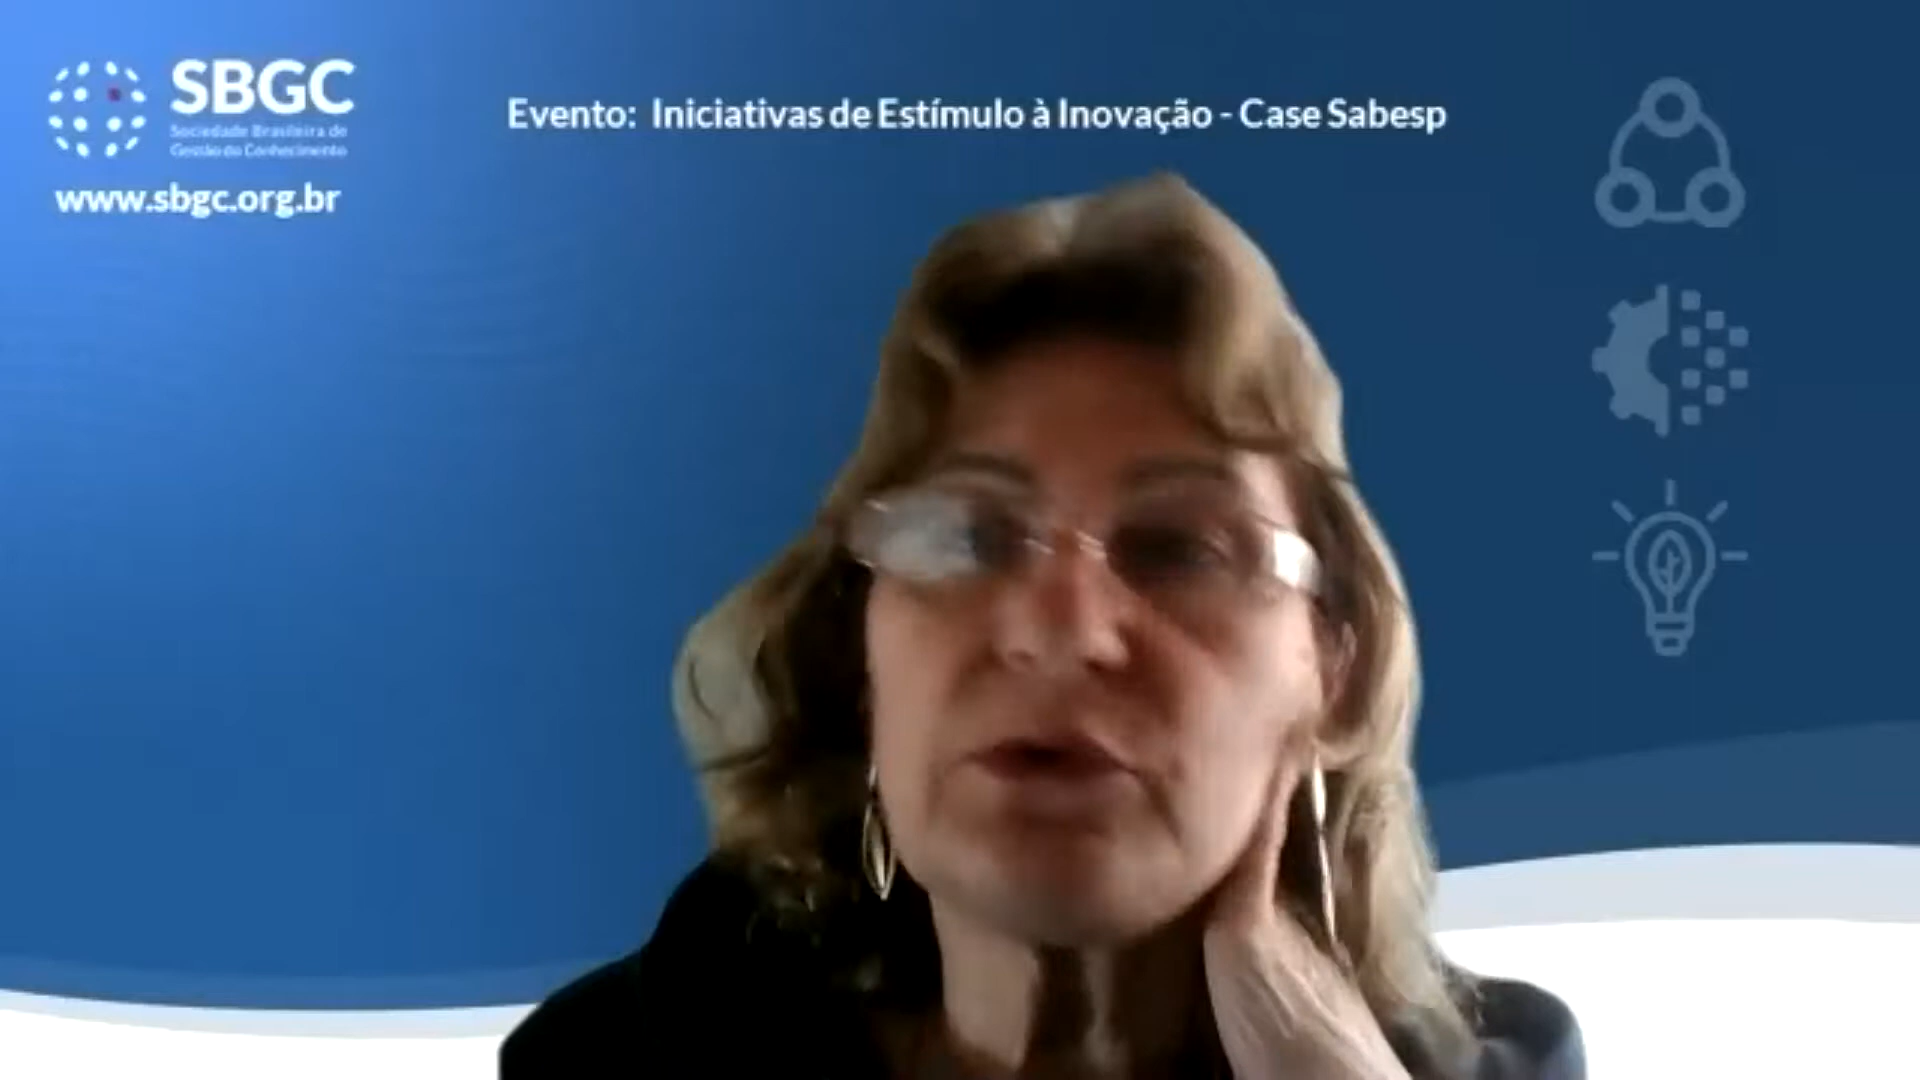 SBGC
Sociedade Brasileira de
Gestão do Conhecimento
www.sbgc.org.br
Evento: Iniciativas de Estímulo à Inovação - Case Sabesp